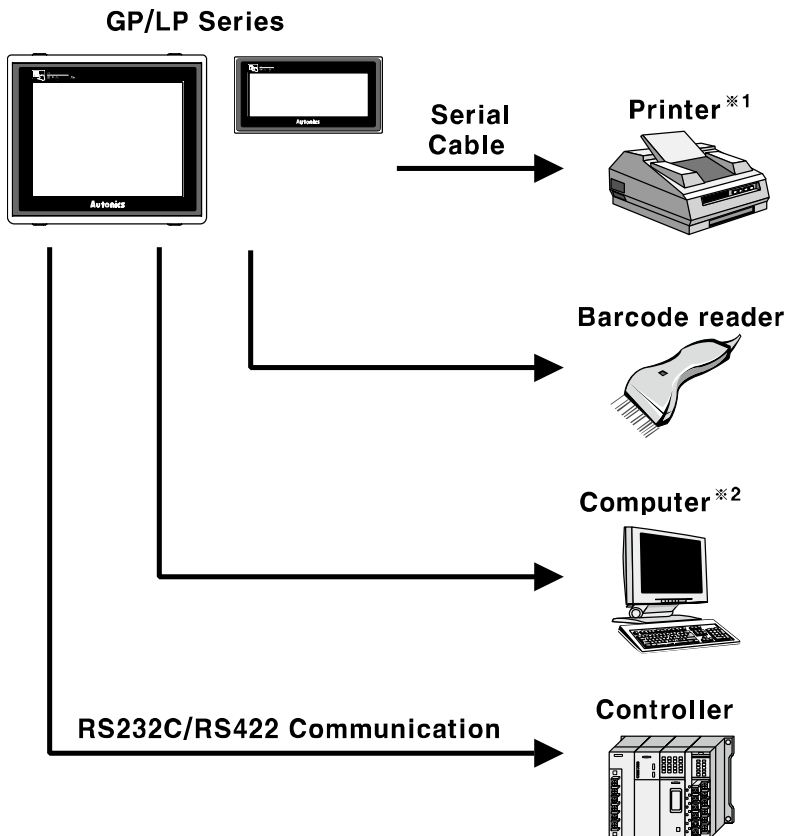 GP/LP Series
Autonics
Autonics
Serial
Cable
Printer※1
Barcode reader
Computer※2
RS232C/RS422 Communication
Controller